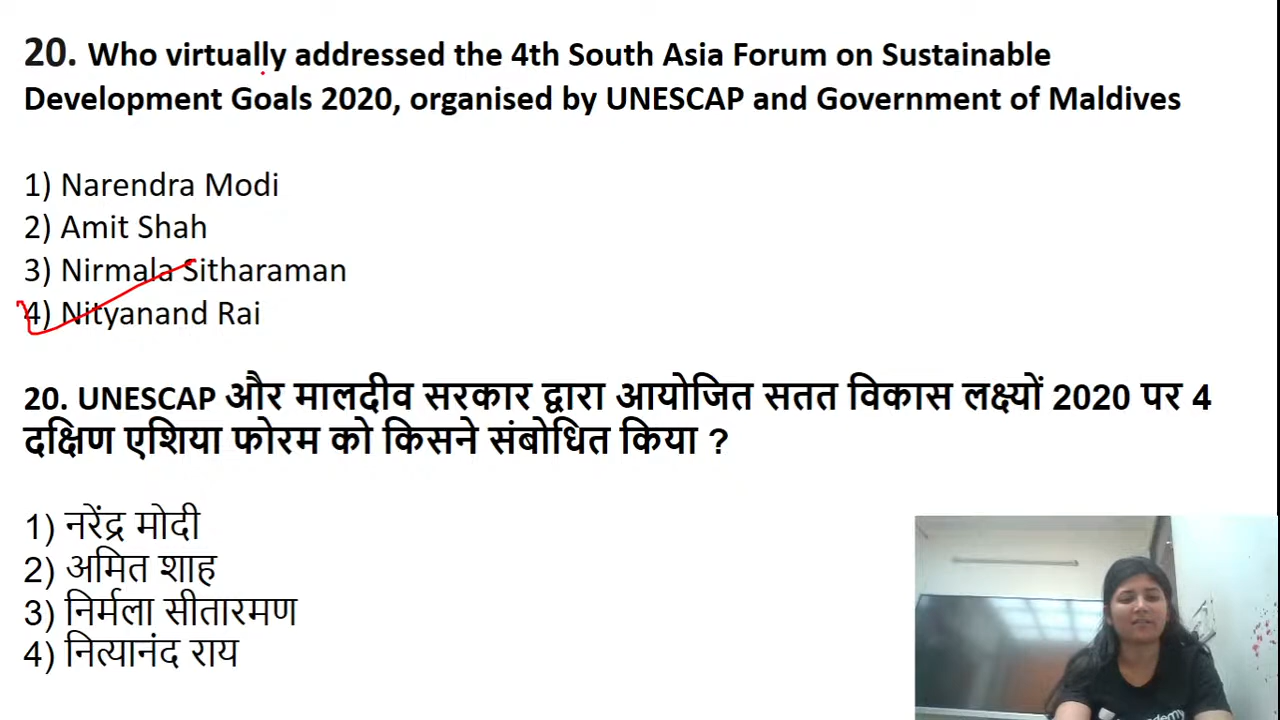 20. Who virtually addressed the 4th South Asia Forum on Sustainable
Development Goals 2020, organised by UNESCAP and Government of Maldives
1) Narendra Modi
2) Amit Shah
3) Nirmala Sitharaman
4) Nityanand Rai
20. UNESCAP और मालदीव सरकार द्वारा आयोजित सतत विकास लक्ष्यों 2020 पर 4
दक्षिण एशिया फोरम को किसने संबोधित किया ?
1) नरेंद्र मोदी
2) अमित शाह
3) निर्मला सीतारमण
4) नित्यानंद राय